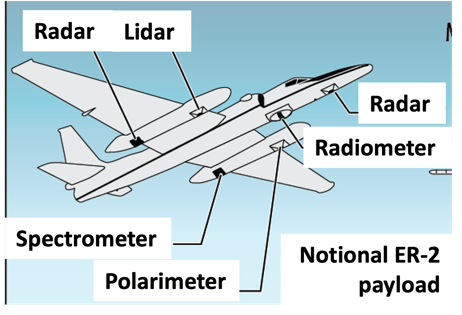 Radar Lidar
Radar
Radiometer
Spectrometer
Polarimeter
Notional ER-2
payload